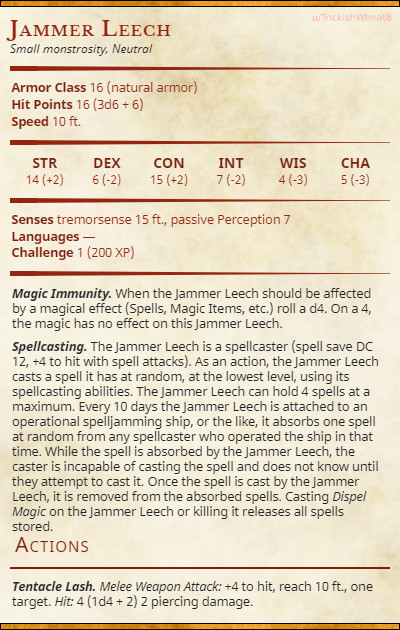 u/TrickishWheat8
Jammer Leech
Small monstrosity, Neutral
Armor Class 16 (natural armor)
Hit Points 16 (3d6 + 6)
Speed 10 ft.
STR DEX CON INT WIS CHA
14 (+2) 6 (-2) 15 (+2) 7 (-2) 4 (-3) 5 (-3)
Senses tremorsense 15 ft., passive Perception 7
Languages —
Challenge 1 (200 XP)
Magic Immunity. When the Jammer Leech should be affected
by a magical effect (Spells, Magic Items, etc.) roll a d4. On a 4,
the magic has no effect on this Jammer Leech.
Spellcasting. The Jammer Leech is a spellcaster (spell save DC
12, +4 to hit with spell attacks). As an action, the Jammer Leech
casts a spell it has at random, at the lowest level, using its
spellcasting abilities. The Jammer Leech can hold 4 spells at a
maximum. Every 10 days the Jammer Leech is attached to an
operational spelljamming ship, or the like, it absorbs one spell
at random from any spellcaster who operated the ship in that
time. While the spell is absorbed by the Jammer Leech, the
caster is incapable of casting the spell and does not know until
they attempt to cast it. Once the spell is cast by the Jammer
Leech, it is removed from the absorbed spells. Casting Dispel
Magic on the Jammer Leech or killing it releases all spells
stored.
Actions
Tentacle Lash. Melee Weapon Attack: +4 to hit, reach 10 ft., one
target. Hit: 4 (1d4 + 2) 2 piercing damage.